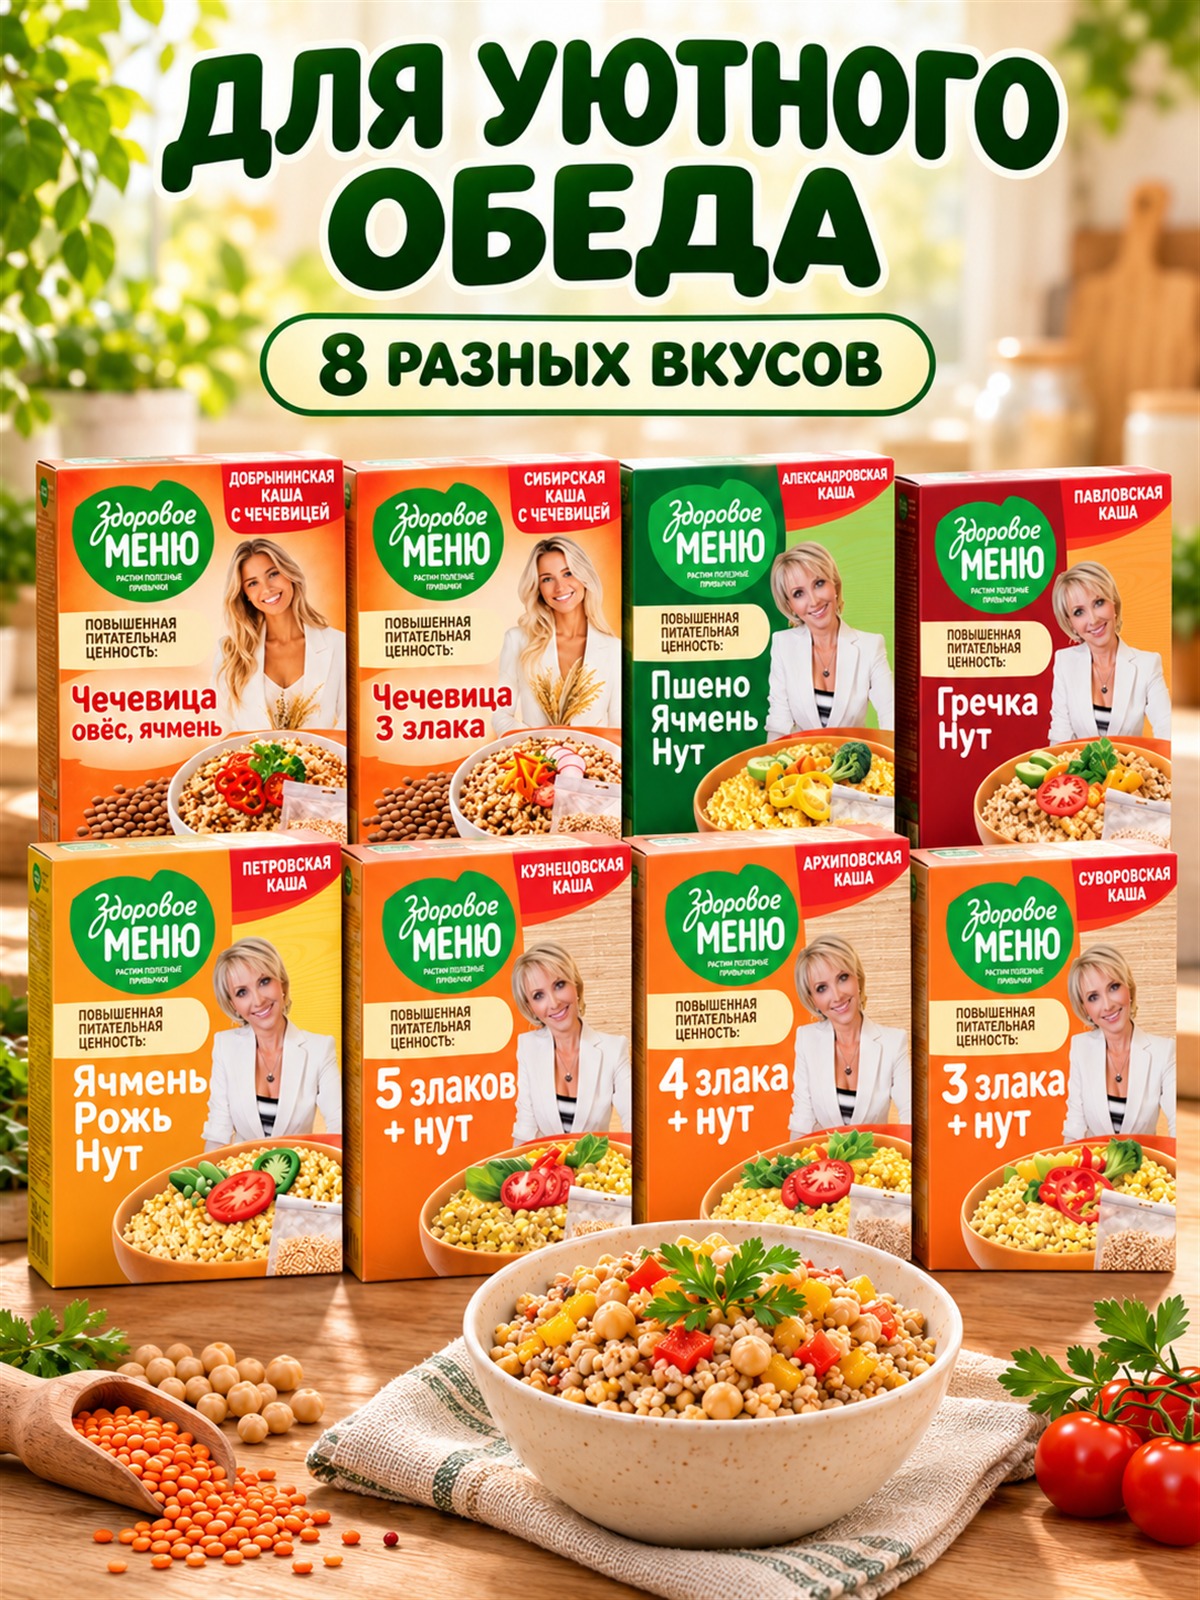 ДЛЯ УЮТНОГО
ОБЕДА
8 РАЗНЫХ ВКУСОВ
ДОБРЫНИНСКАЯ
КАША
С ЧЕЧЕВИЦЕЙ
Здоровое
МЕНЮ
РАСТИМ ПОЛЕЗНЫЕ
ПРИВЫЧКИ
ПОВЫШЕННАЯ
ПИТАТЕЛЬНАЯ
ЦЕННОСТЬ:
Чечевица
овёс, ячмень
СИБИРСКАЯ
КАША
С ЧЕЧЕВИЦЕЙ
Здоровое
МЕНЮ
РАСТИМ ПОЛЕЗНЫЕ
ПРИВЫЧКИ
ПОВЫШЕННАЯ
ПИТАТЕЛЬНАЯ
ЦЕННОСТЬ:
Чечевица
3 злака
АЛЕКСАНДРОВСКАЯ
КАША
Здоровое
МЕНЮ
РАСТИМ ПОЛЕЗНЫЕ
ПРИВЫЧКИ
ПОВЫШЕННАЯ
ПИТАТЕЛЬНАЯ
ЦЕННОСТЬ:
Пшено
Ячмень
Нут
ПАВЛОВСКАЯ
КАША
Здоровое
МЕНЮ
РАСТИМ ПОЛЕЗНЫЕ
ПРИВЫЧКИ
ПОВЫШЕННАЯ
ПИТАТЕЛЬНАЯ
ЦЕННОСТЬ:
Гречка
Нут
ПЕТРОВСКАЯ
КАША
Здоровое
МЕНЮ
РАСТИМ ПОЛЕЗНЫЕ
ПРИВЫЧКИ
ПОВЫШЕННАЯ
ПИТАТЕЛЬНАЯ
ЦЕННОСТЬ:
Ячмень
Рожь
Нут
КУЗНЕЦОВСКАЯ
КАША
Здоровое
МЕНЮ
РАСТИМ ПОЛЕЗНЫЕ
ПРИВЫЧКИ
ПОВЫШЕННАЯ
ПИТАТЕЛЬНАЯ
ЦЕННОСТЬ:
5 злаков
+ нут
АРХИПОВСКАЯ
КАША
Здоровое
МЕНЮ
РАСТИМ ПОЛЕЗНЫЕ
ПРИВЫЧКИ
ПОВЫШЕННАЯ
ПИТАТЕЛЬНАЯ
ЦЕННОСТЬ:
4 злака
+ нут
СУВОРОВСКАЯ
КАША
Здоровое
МЕНЮ
РАСТИМ ПОЛЕЗНЫЕ
ПРИВЫЧКИ
ПОВЫШЕННАЯ
ПИТАТЕЛЬНАЯ
ЦЕННОСТЬ:
3 злака
+ нут